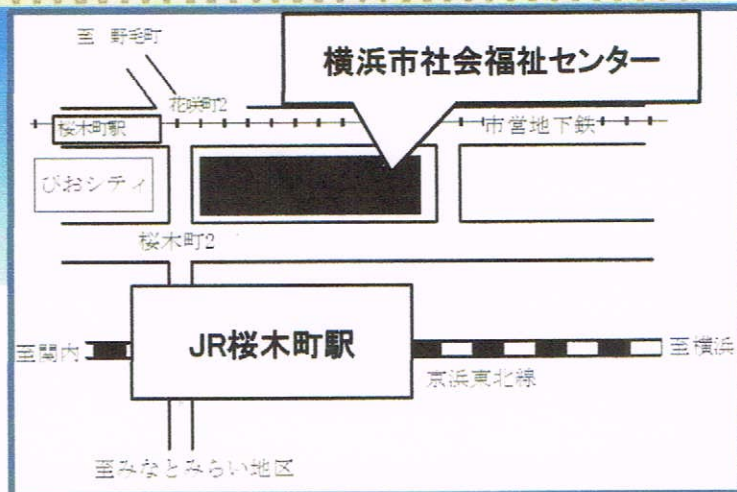 至 野毛町
横浜市社会福祉センター
花咲町2
桜木町駅
市営地下鉄
ぴおシティ
桜木町2
JR桜木町駅
至関内
至横浜
京浜東北線
至みなとみらい地区